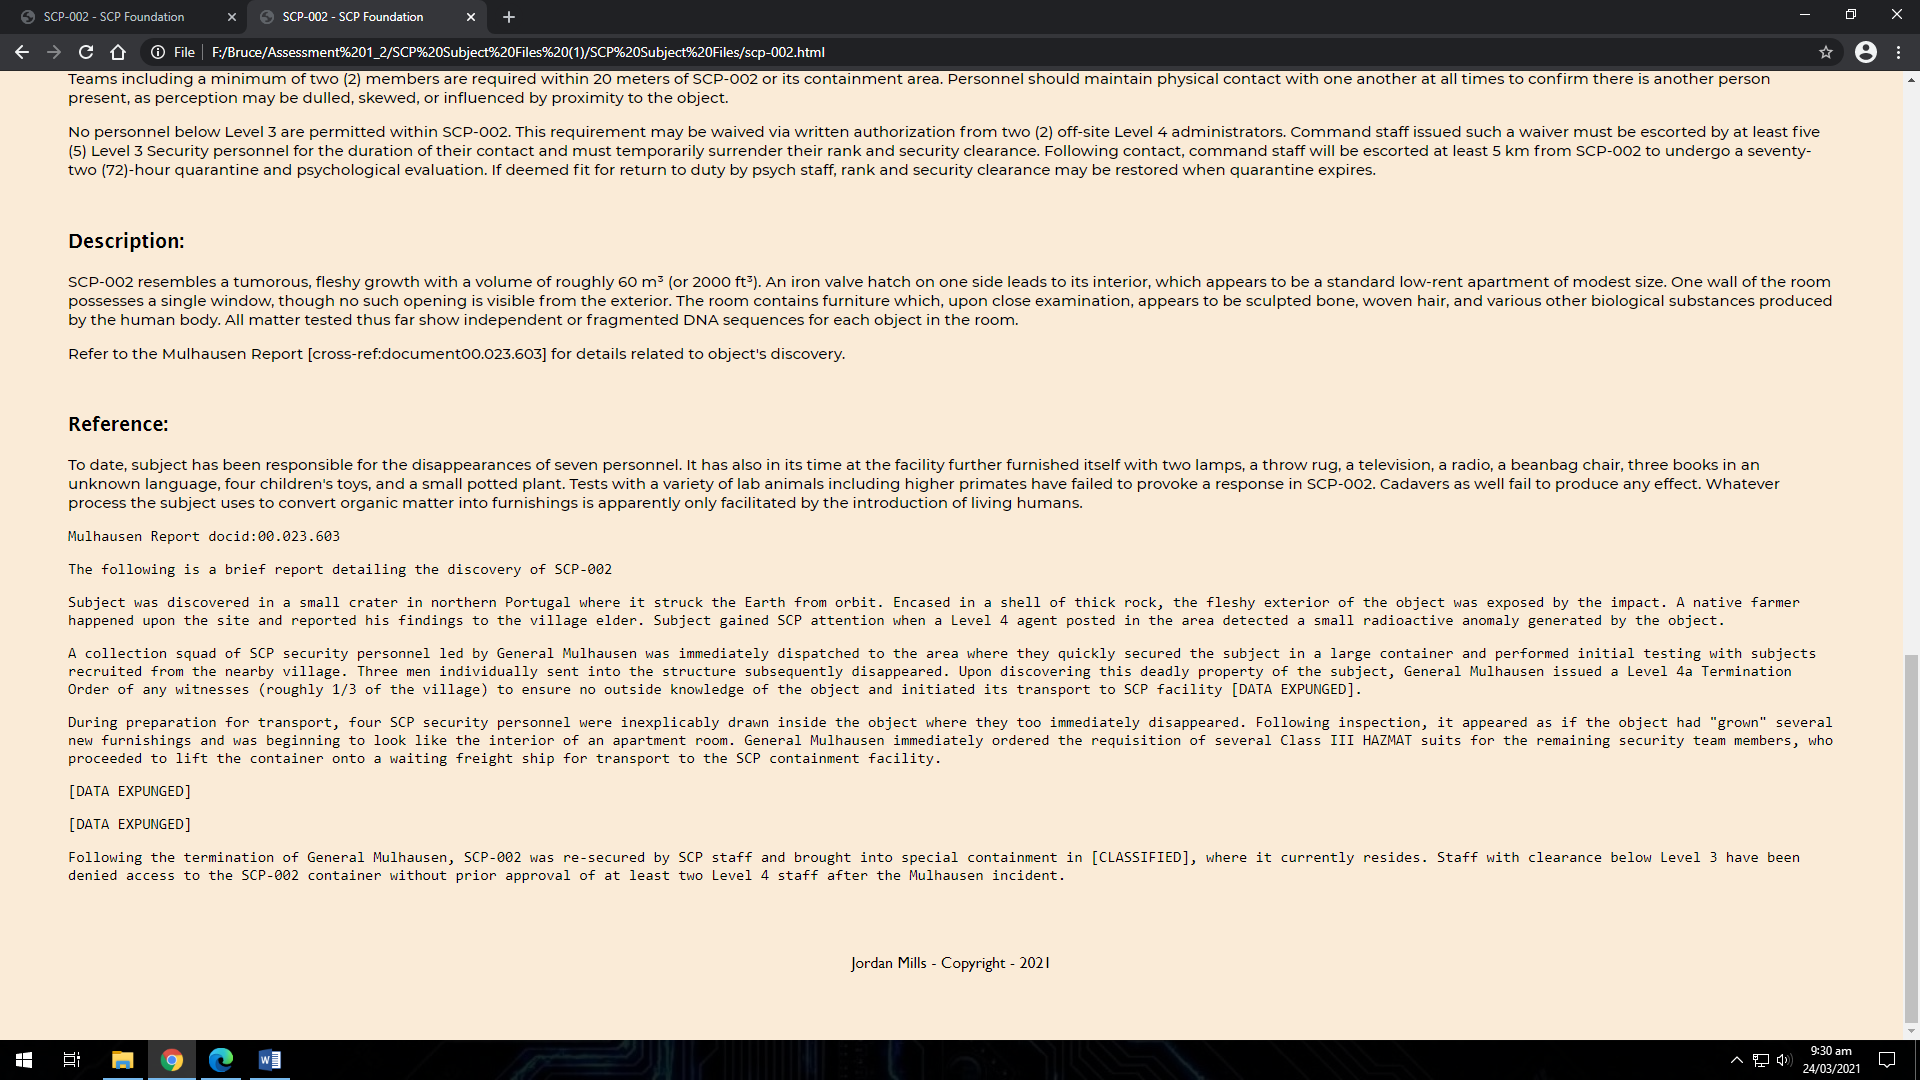 SCP-002 - SCP Foundation
SCP-002 - SCP Foundation
File
F:/Bruce/Assessment%201_2/SCP%20Subject%20Files%20(1)/SCP%20Subject%20Files/scp-002.html
Teams including a minimum of two (2) members are required within 20 meters of SCP-002 or its containment area. Personnel should maintain physical contact with one another at all times to confirm there is another person
present, as perception may be dulled, skewed, or influenced by proximity to the object.
No personnel below Level 3 are permitted within SCP-002. This requirement may be waived via written authorization from two (2) off-site Level 4 administrators. Command staff issued such a waiver must be escorted by at least five
(5) Level 3 Security personnel for the duration of their contact and must temporarily surrender their rank and security clearance. Following contact, command staff will be escorted at least 5 km from SCP-002 to undergo a seventy-
two (72)-hour quarantine and psychological evaluation. If deemed fit for return to duty by psych staff, rank and security clearance may be restored when quarantine expires.
Description:
SCP-002 resembles a tumorous, fleshy growth with a volume of roughly 60 m³ (or 2000 ft³). An iron valve hatch on one side leads to its interior, which appears to be a standard low-rent apartment of modest size. One wall of the room
possesses a single window, though no such opening is visible from the exterior. The room contains furniture which, upon close examination, appears to be sculpted bone, woven hair, and various other biological substances produced
by the human body. All matter tested thus far show independent or fragmented DNA sequences for each object in the room.
Refer to the Mulhausen Report [cross-ref:document00.023.603] for details related to object's discovery.
Reference:
To date, subject has been responsible for the disappearances of seven personnel. It has also in its time at the facility further furnished itself with two lamps, a throw rug, a television, a radio, a beanbag chair, three books in an
unknown language, four children's toys, and a small potted plant. Tests with a variety of lab animals including higher primates have failed to provoke a response in SCP-002. Cadavers as well fail to produce any effect. Whatever
process the subject uses to convert organic matter into furnishings is apparently only facilitated by the introduction of living humans.
Mulhausen Report docid:00.023.603
The following is a brief report detailing the discovery of SCP-002
Subject was discovered in a small crater in northern Portugal where it struck the Earth from orbit. Encased in a shell of thick rock, the fleshy exterior of the object was exposed by the impact. A native farmer
happened upon the site and reported his findings to the village elder. Subject gained SCP attention when a Level 4 agent posted in the area detected a small radioactive anomaly generated by the object.
A collection squad of SCP security personnel led by General Mulhausen was immediately dispatched to the area where they quickly secured the subject in a large container and performed initial testing with subjects
recruited from the nearby village. Three men individually sent into the structure subsequently disappeared. Upon discovering this deadly property of the subject, General Mulhausen issued a Level 4a Termination
Order of any witnesses (roughly 1/3 of the village) to ensure no outside knowledge of the object and initiated its transport to SCP facility [DATA EXPUNGED].
During preparation for transport, four SCP security personnel were inexplicably drawn inside the object where they too immediately disappeared. Following inspection, it appeared as if the object had "grown" several
new furnishings and was beginning to look like the interior of an apartment room. General Mulhausen immediately ordered the requisition of several Class III HAZMAT suits for the remaining security team members, who
proceeded to lift the container onto a waiting freight ship for transport to the SCP containment facility.
[DATA EXPUNGED]
[DATA EXPUNGED]
Following the termination of General Mulhausen, SCP-002 was re-secured by SCP staff and brought into special containment in [CLASSIFIED], where it currently resides. Staff with clearance below Level 3 have been
denied access to the SCP-002 container without prior approval of at least two Level 4 staff after the Mulhausen incident.
Jordan Mills - Copyright - 2021
9:30 am
24/03/2021